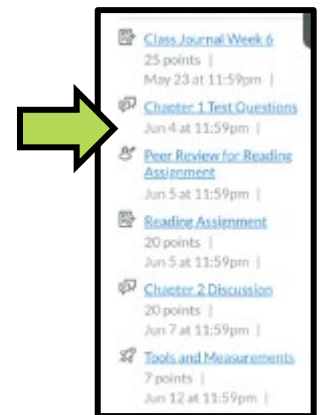 Class Journal Week 6
25 points |
May 23 at 11:59pm |
Chapter 1 Test Questions
Jun 4 at 11:59pm |
Peer Review for Reading
Assignment
Jun 5 at 11:59pm |
Reading Assignment
20 points |
Jun 5 at 11:59pm |
Chapter 2 Discussion
20 points |
Jun 7 at 11:59pm |
Tools and Measurements
7 points |
Jun 12 at 11:59pm |